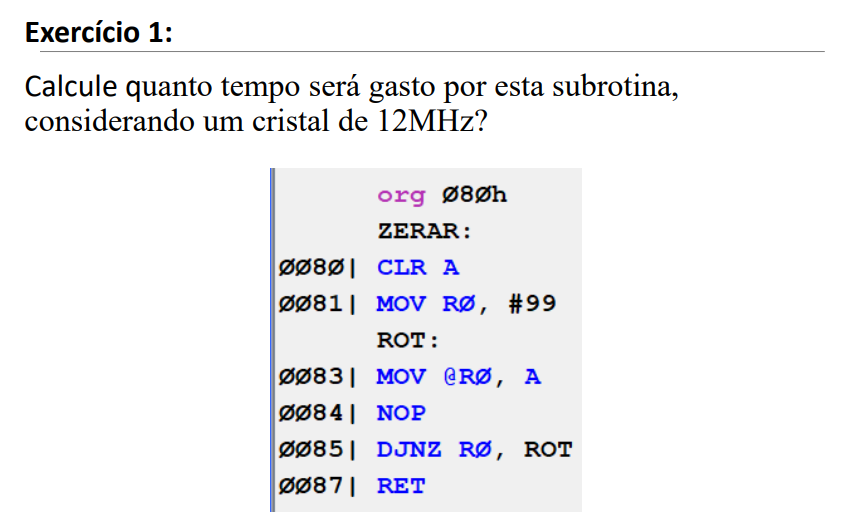 Exercício 1:
Calcule quanto tempo será gasto por esta subrotina,
considerando um cristal de 12MHz?
org Ø8Øh
ZERAR:
ØØ8Ø| CLR A
ØØ81| MOV RØ, #99
ROT:
ØØ83| MOV @RØ, A
ØØ84| NOP
ØØ85| DJNZ RØ, ROT
ØØ87| RET